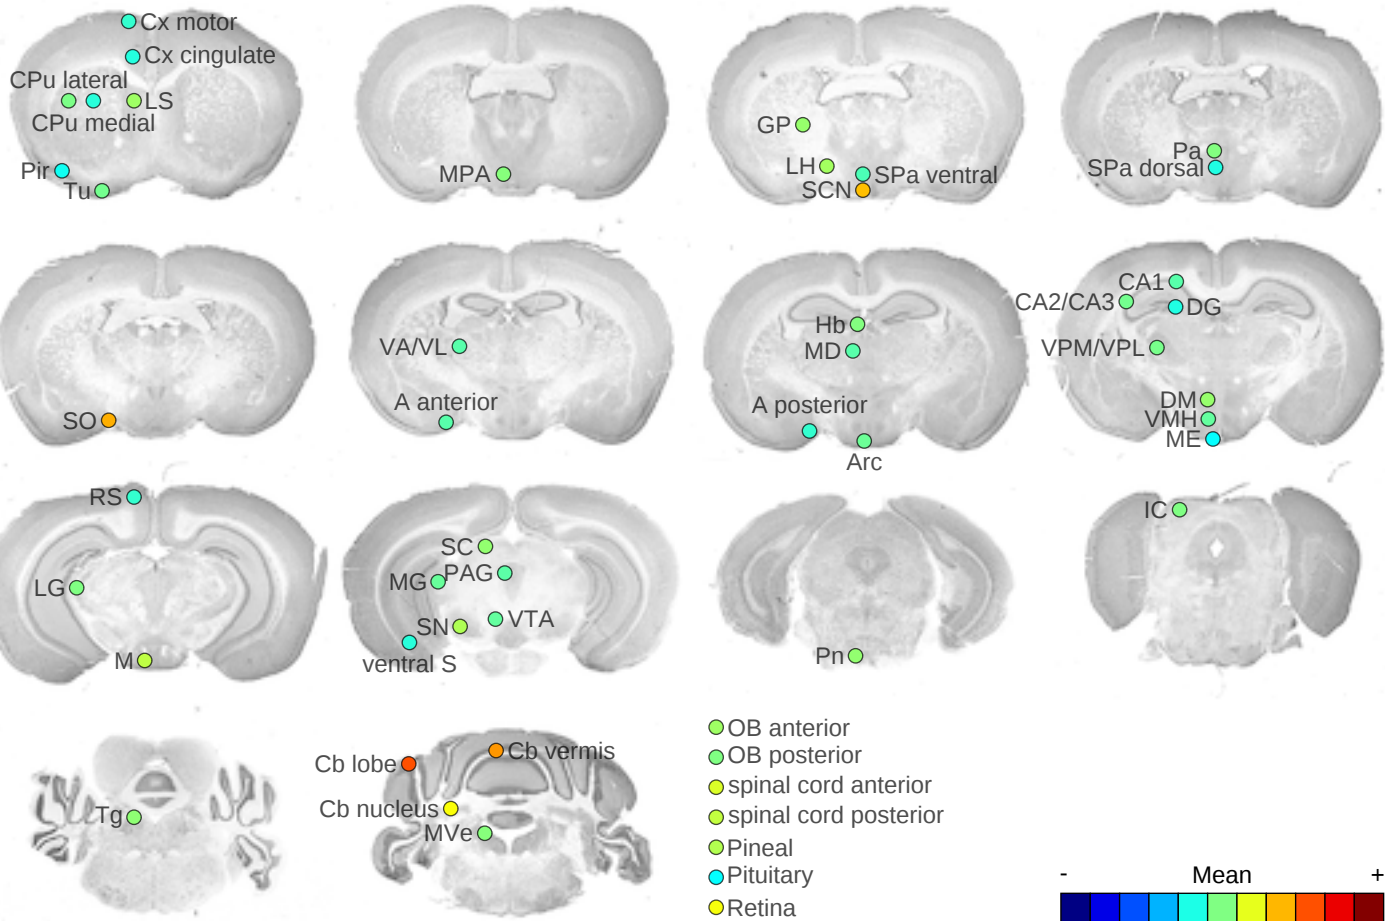 Cx motor
Cx cingulate
CPu lateral
LS
CPu medial
Pir
Tu
MPA
GP
LH
SPa ventral
SCN
Pa
SPa dorsal
SO
VA/VL
A anterior
Hb
MD
A posterior
Arc
CA1
CA2/CA3
DG
VPM/VPL
DM
VMH
ME
RS
LG
M
SC
MG
PAG
SN
VTA
ventral S
Pn
IC
Tg
Cb lobe
Cb vermis
Cb nucleus
MVe
OB anterior
OB posterior
spinal cord anterior
spinal cord posterior
Pineal
Pituitary
Retina
- Mean +